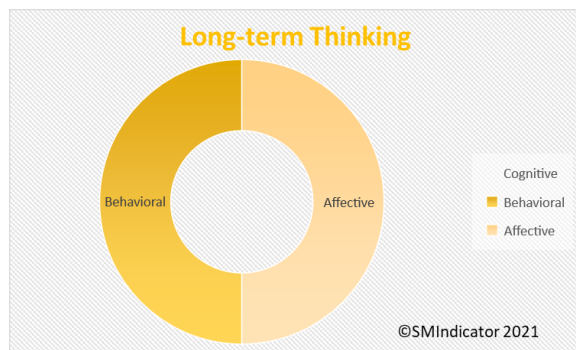 Long-term Thinking
Behavioral
Affective
Cognitive
Behavioral
Affective
©SMIndicator 2021